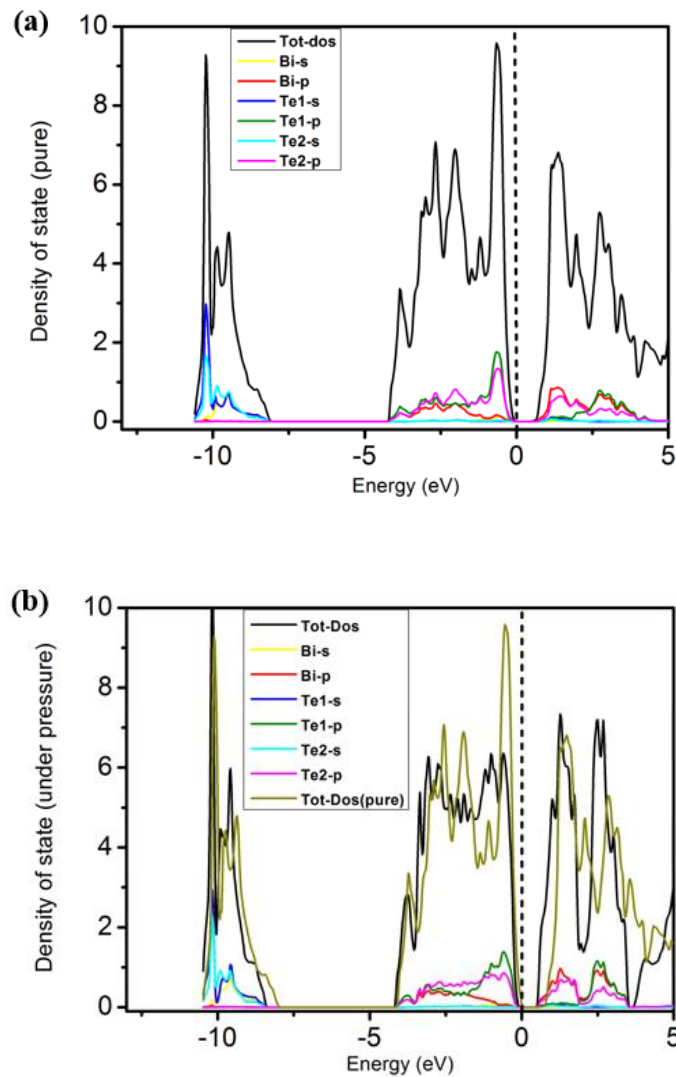 (a)
10
8
6
4
2
0
Density of state (pure)
Tot-dos
Bi-s
Bi-p
Te1-s
Te1-p
Te2-s
Te2-p
-10
-5
0
5
Energy (eV)
(b)
10
8
6
4
2
0
Density of state (under pressure)
Tot-Dos
Bi-s
Bi-p
Te1-s
Te1-p
Te2-s
Te2-p
Tot-Dos(pure)
-10
-5
0
5
Energy (eV)